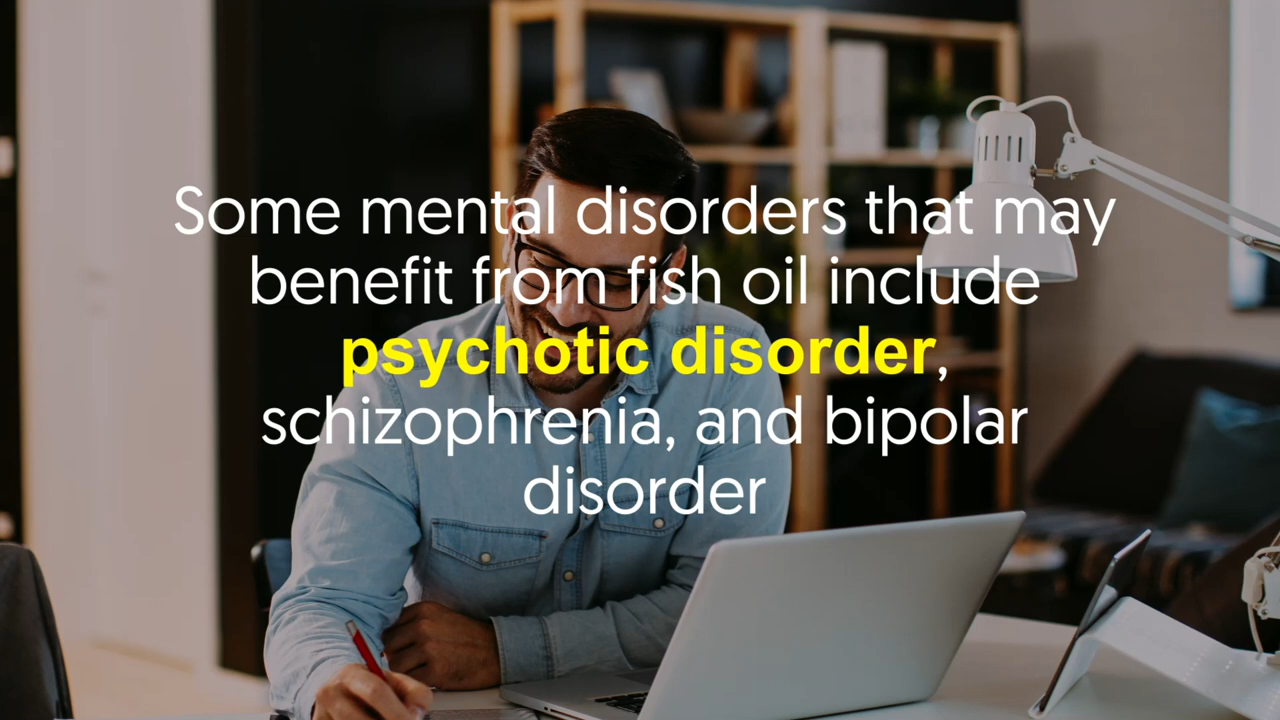 Some mental disorders that may
benefit from fish oil include
psychotic disorder,
schizophrenia, and bipolar
disorder